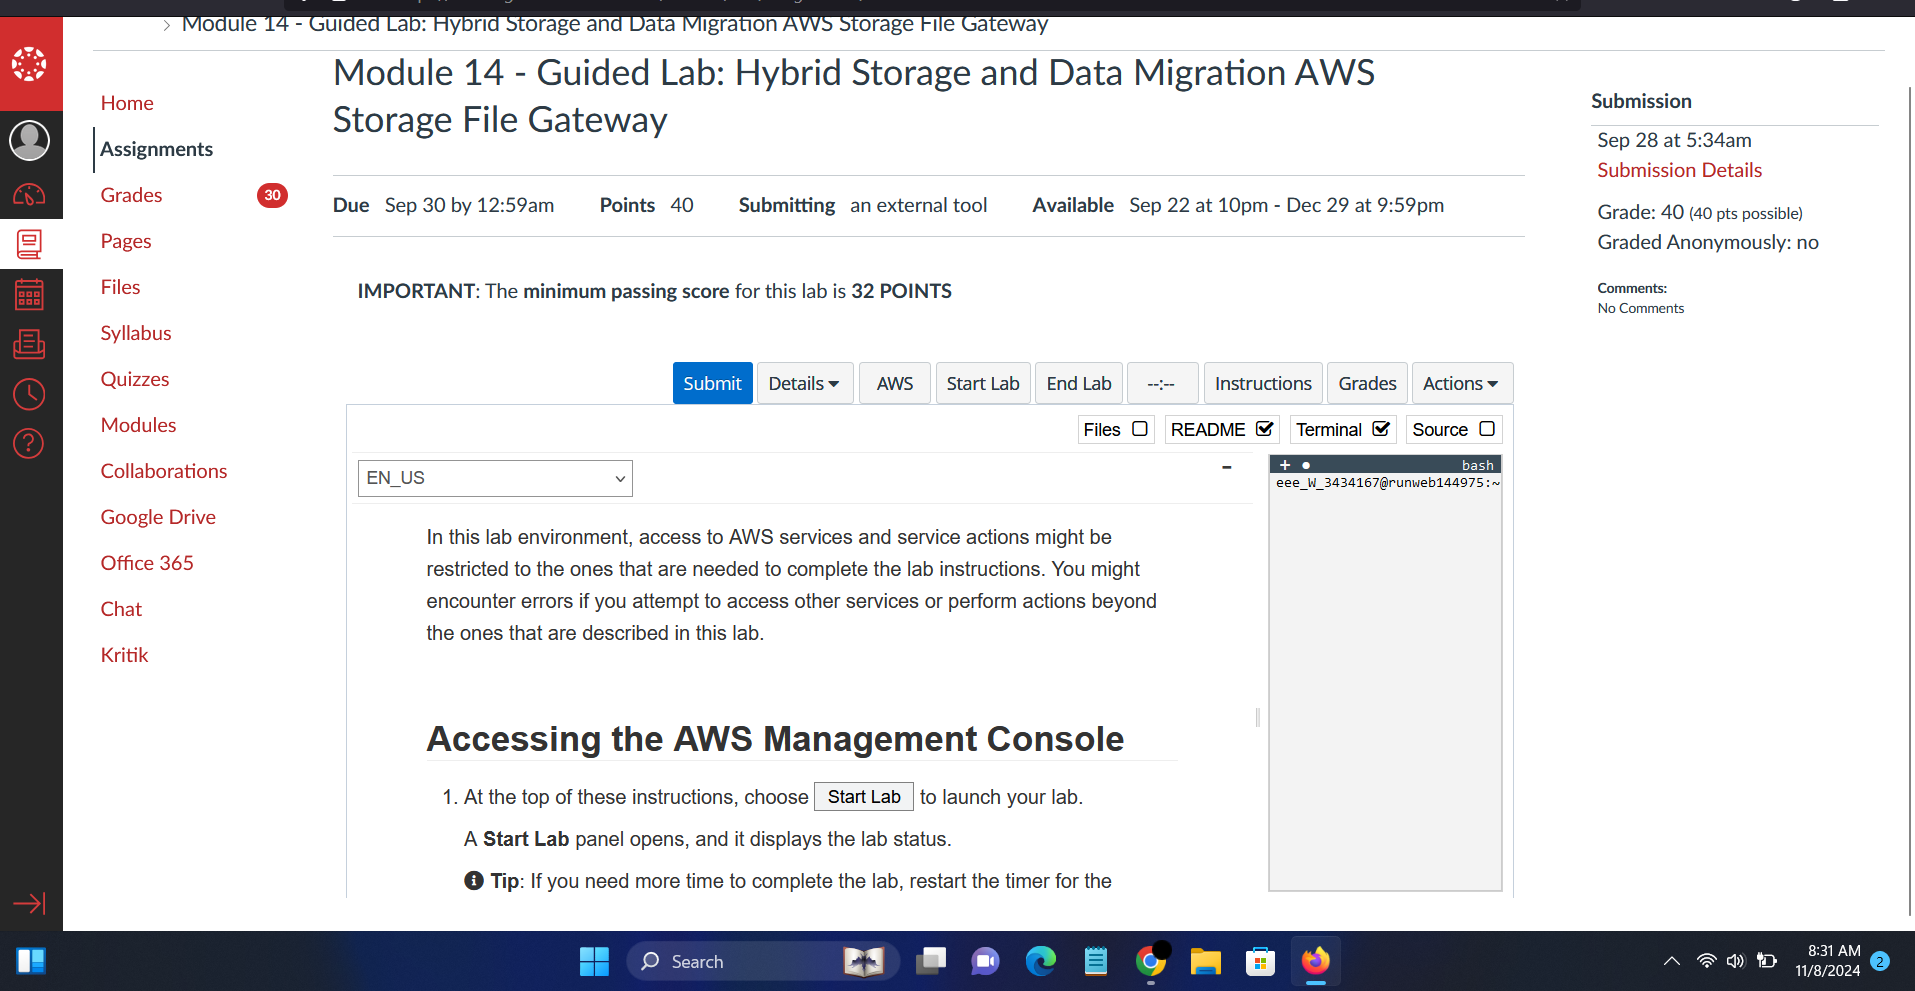 > Module 14 - Guided Lab: Hybrid Storage and Data Migration AWS Storage File Gateway
Home
Assignments
Grades 30
Pages
Files
Syllabus
Quizzes
Modules
Collaborations
Google Drive
Office 365
Chat
Kritik
Module 14 - Guided Lab: Hybrid Storage and Data Migration AWS
Storage File Gateway
Due Sep 30 by 12:59am Points 40 Submitting an external tool Available Sep 22 at 10pm - Dec 29 at 9:59pm
IMPORTANT: The minimum passing score for this lab is 32 POINTS
Submit Details AWS Start Lab End Lab --:-- Instructions Grades Actions
Files README Terminal Source
EN_US
-
+ bash
eee_W_3434167@runweb144975:~
In this lab environment, access to AWS services and service actions might be
restricted to the ones that are needed to complete the lab instructions. You might
encounter errors if you attempt to access other services or perform actions beyond
the ones that are described in this lab.
Accessing the AWS Management Console
1. At the top of these instructions, choose Start Lab to launch your lab.
A Start Lab panel opens, and it displays the lab status.
Tip: If you need more time to complete the lab, restart the timer for the
Submission
Sep 28 at 5:34am
Submission Details
Grade: 40 (40 pts possible)
Graded Anonymously: no
Comments:
No Comments
Search
8:31 AM
11/8/2024
2